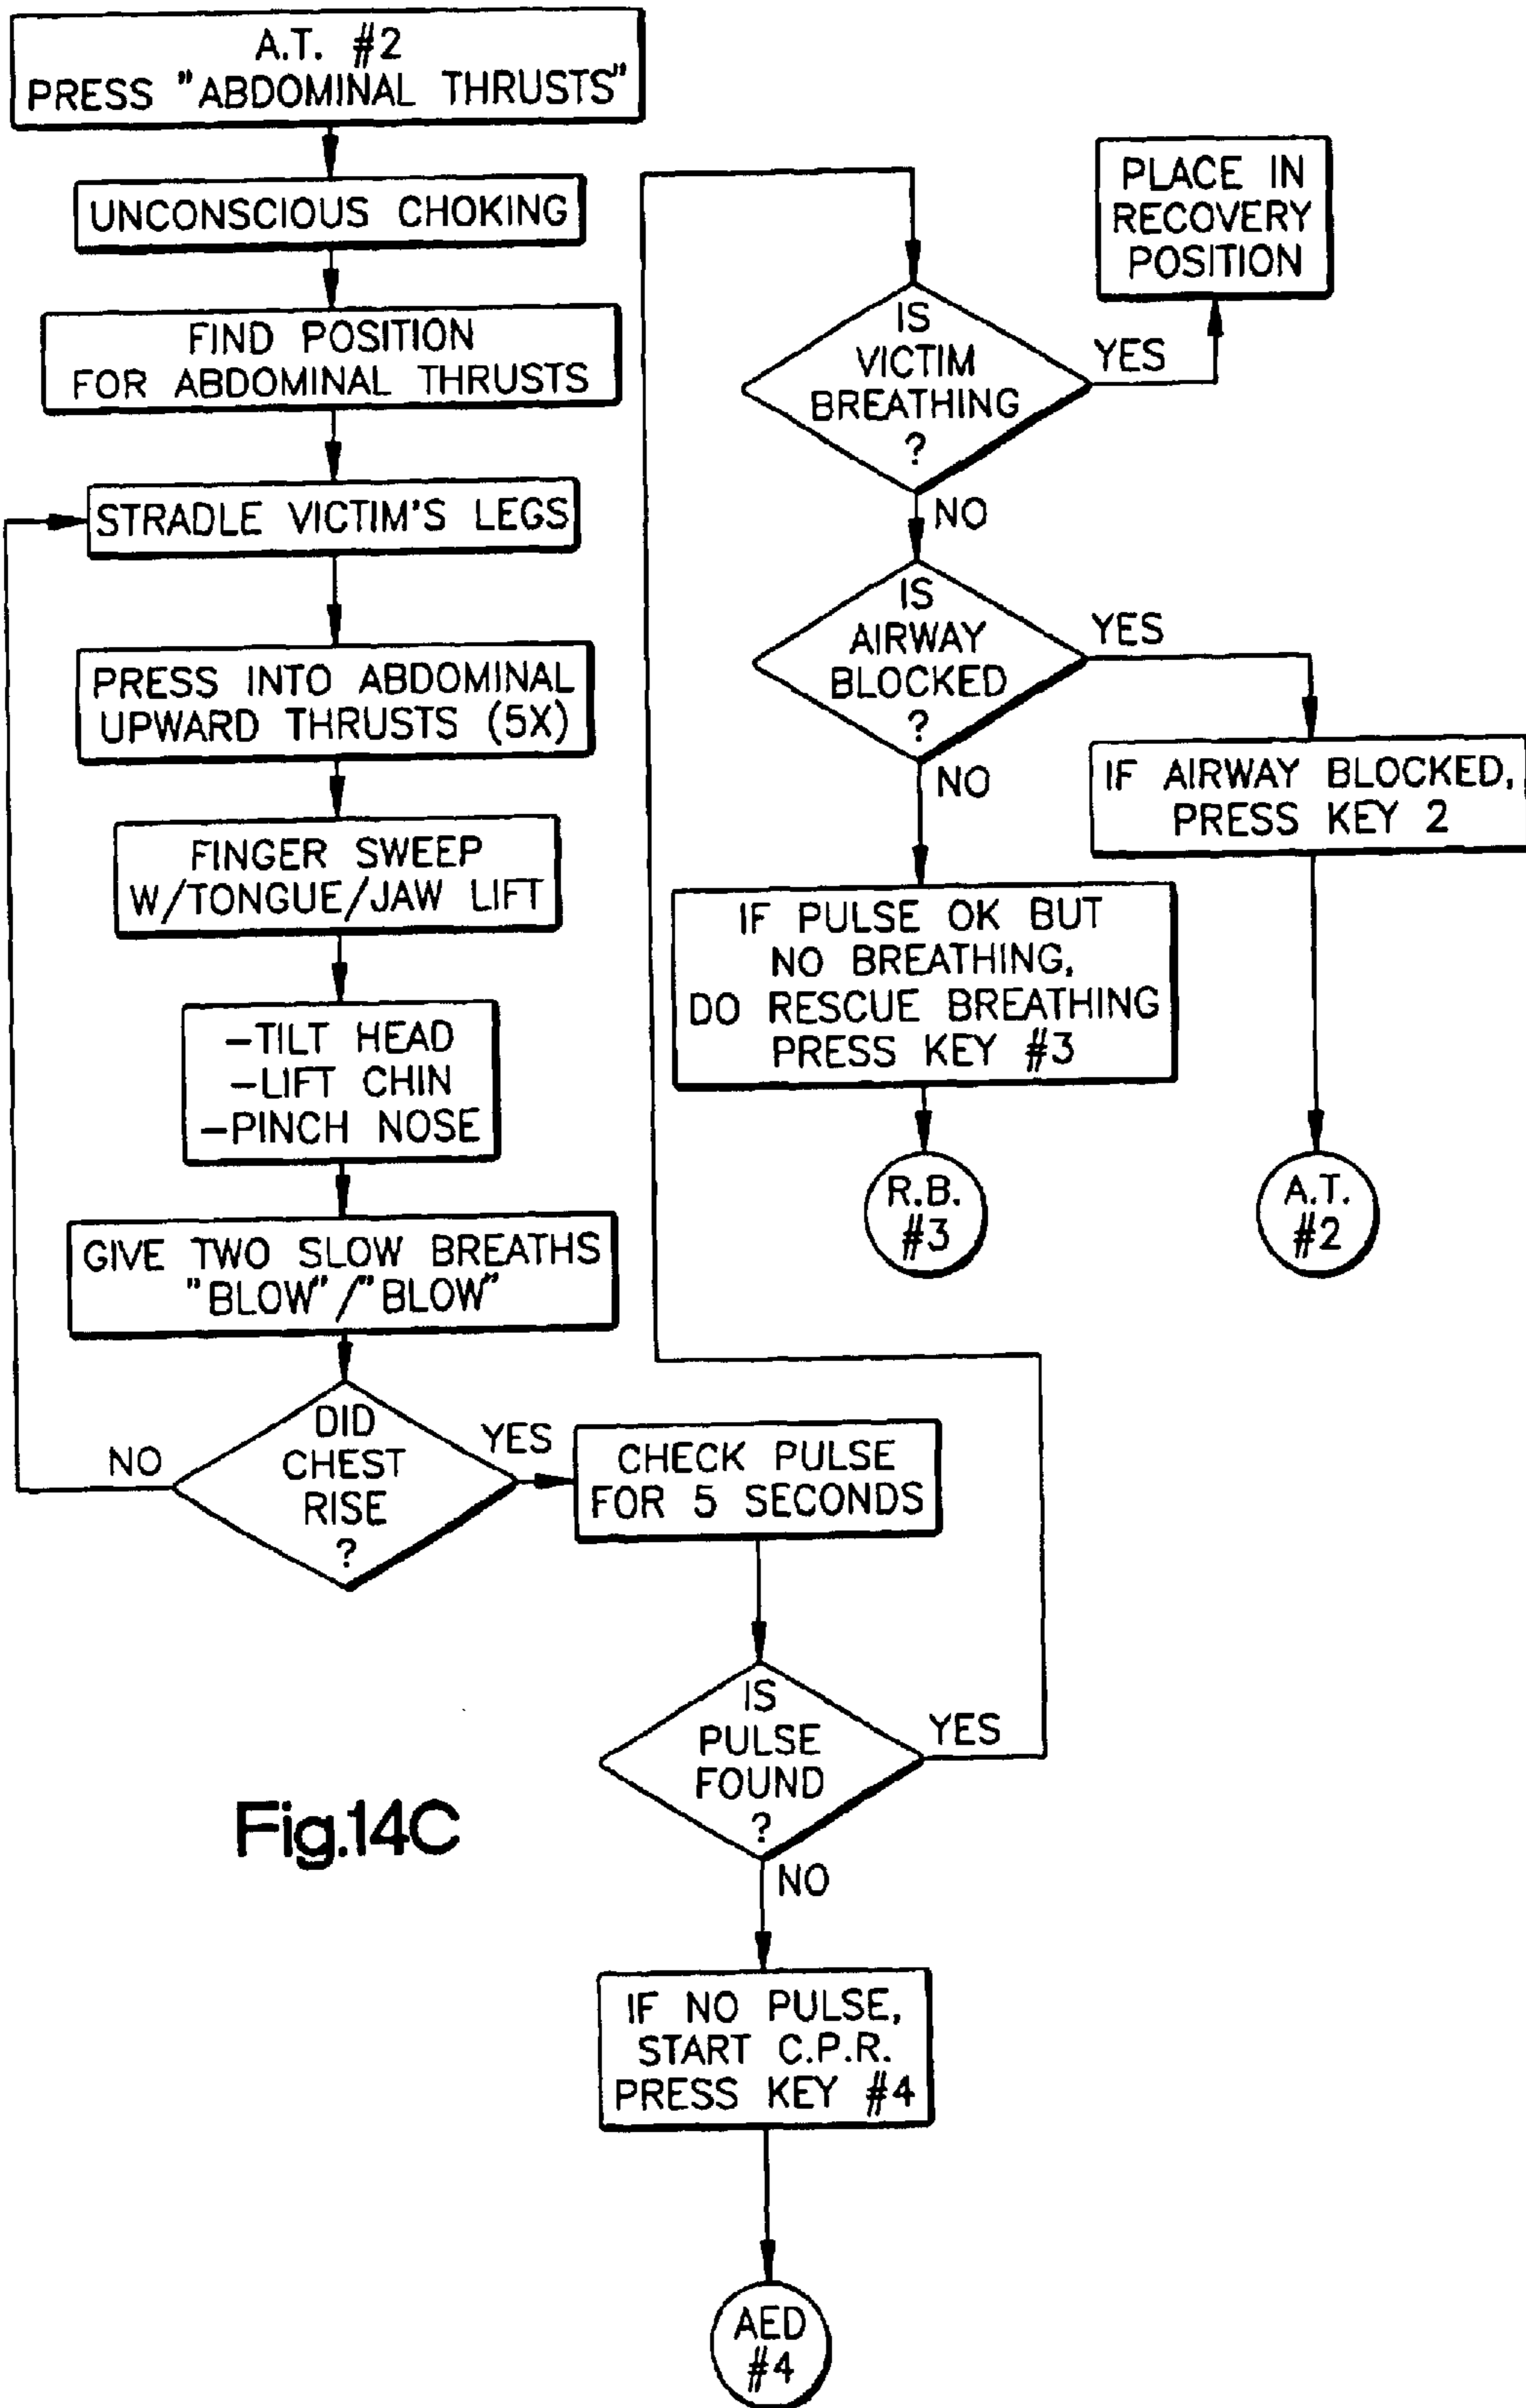 A.T. #2
PRESS "ABDOMINAL THRUSTS"
UNCONSCIOUS CHOKING
FIND POSITION
FOR ABDOMINAL THRUSTS
STRADLE VICTIM'S LEGS
PRESS INTO ABDOMINAL
UPWARD THRUSTS (5X)
FINGER SWEEP
W/TONGUE/JAW LIFT
-TILT HEAD
-LIFT CHIN
-PINCH NOSE
GIVE TWO SLOW BREATHS
"BLOW"/"BLOW"
DID
CHEST
RISE
?
NO
YES
CHECK PULSE
FOR 5 SECONDS
IS
PULSE
FOUND
?
YES
NO
IF NO PULSE,
START C.P.R.
PRESS KEY #4
AED
#4
IS
VICTIM
BREATHING
?
YES
PLACE IN
RECOVERY
POSITION
NO
IS
AIRWAY
BLOCKED
?
YES
IF AIRWAY BLOCKED,
PRESS KEY 2
A.T.
#2
NO
IF PULSE OK BUT
NO BREATHING,
DO RESCUE BREATHING
PRESS KEY #3
R.B.
#3
Fig.14C